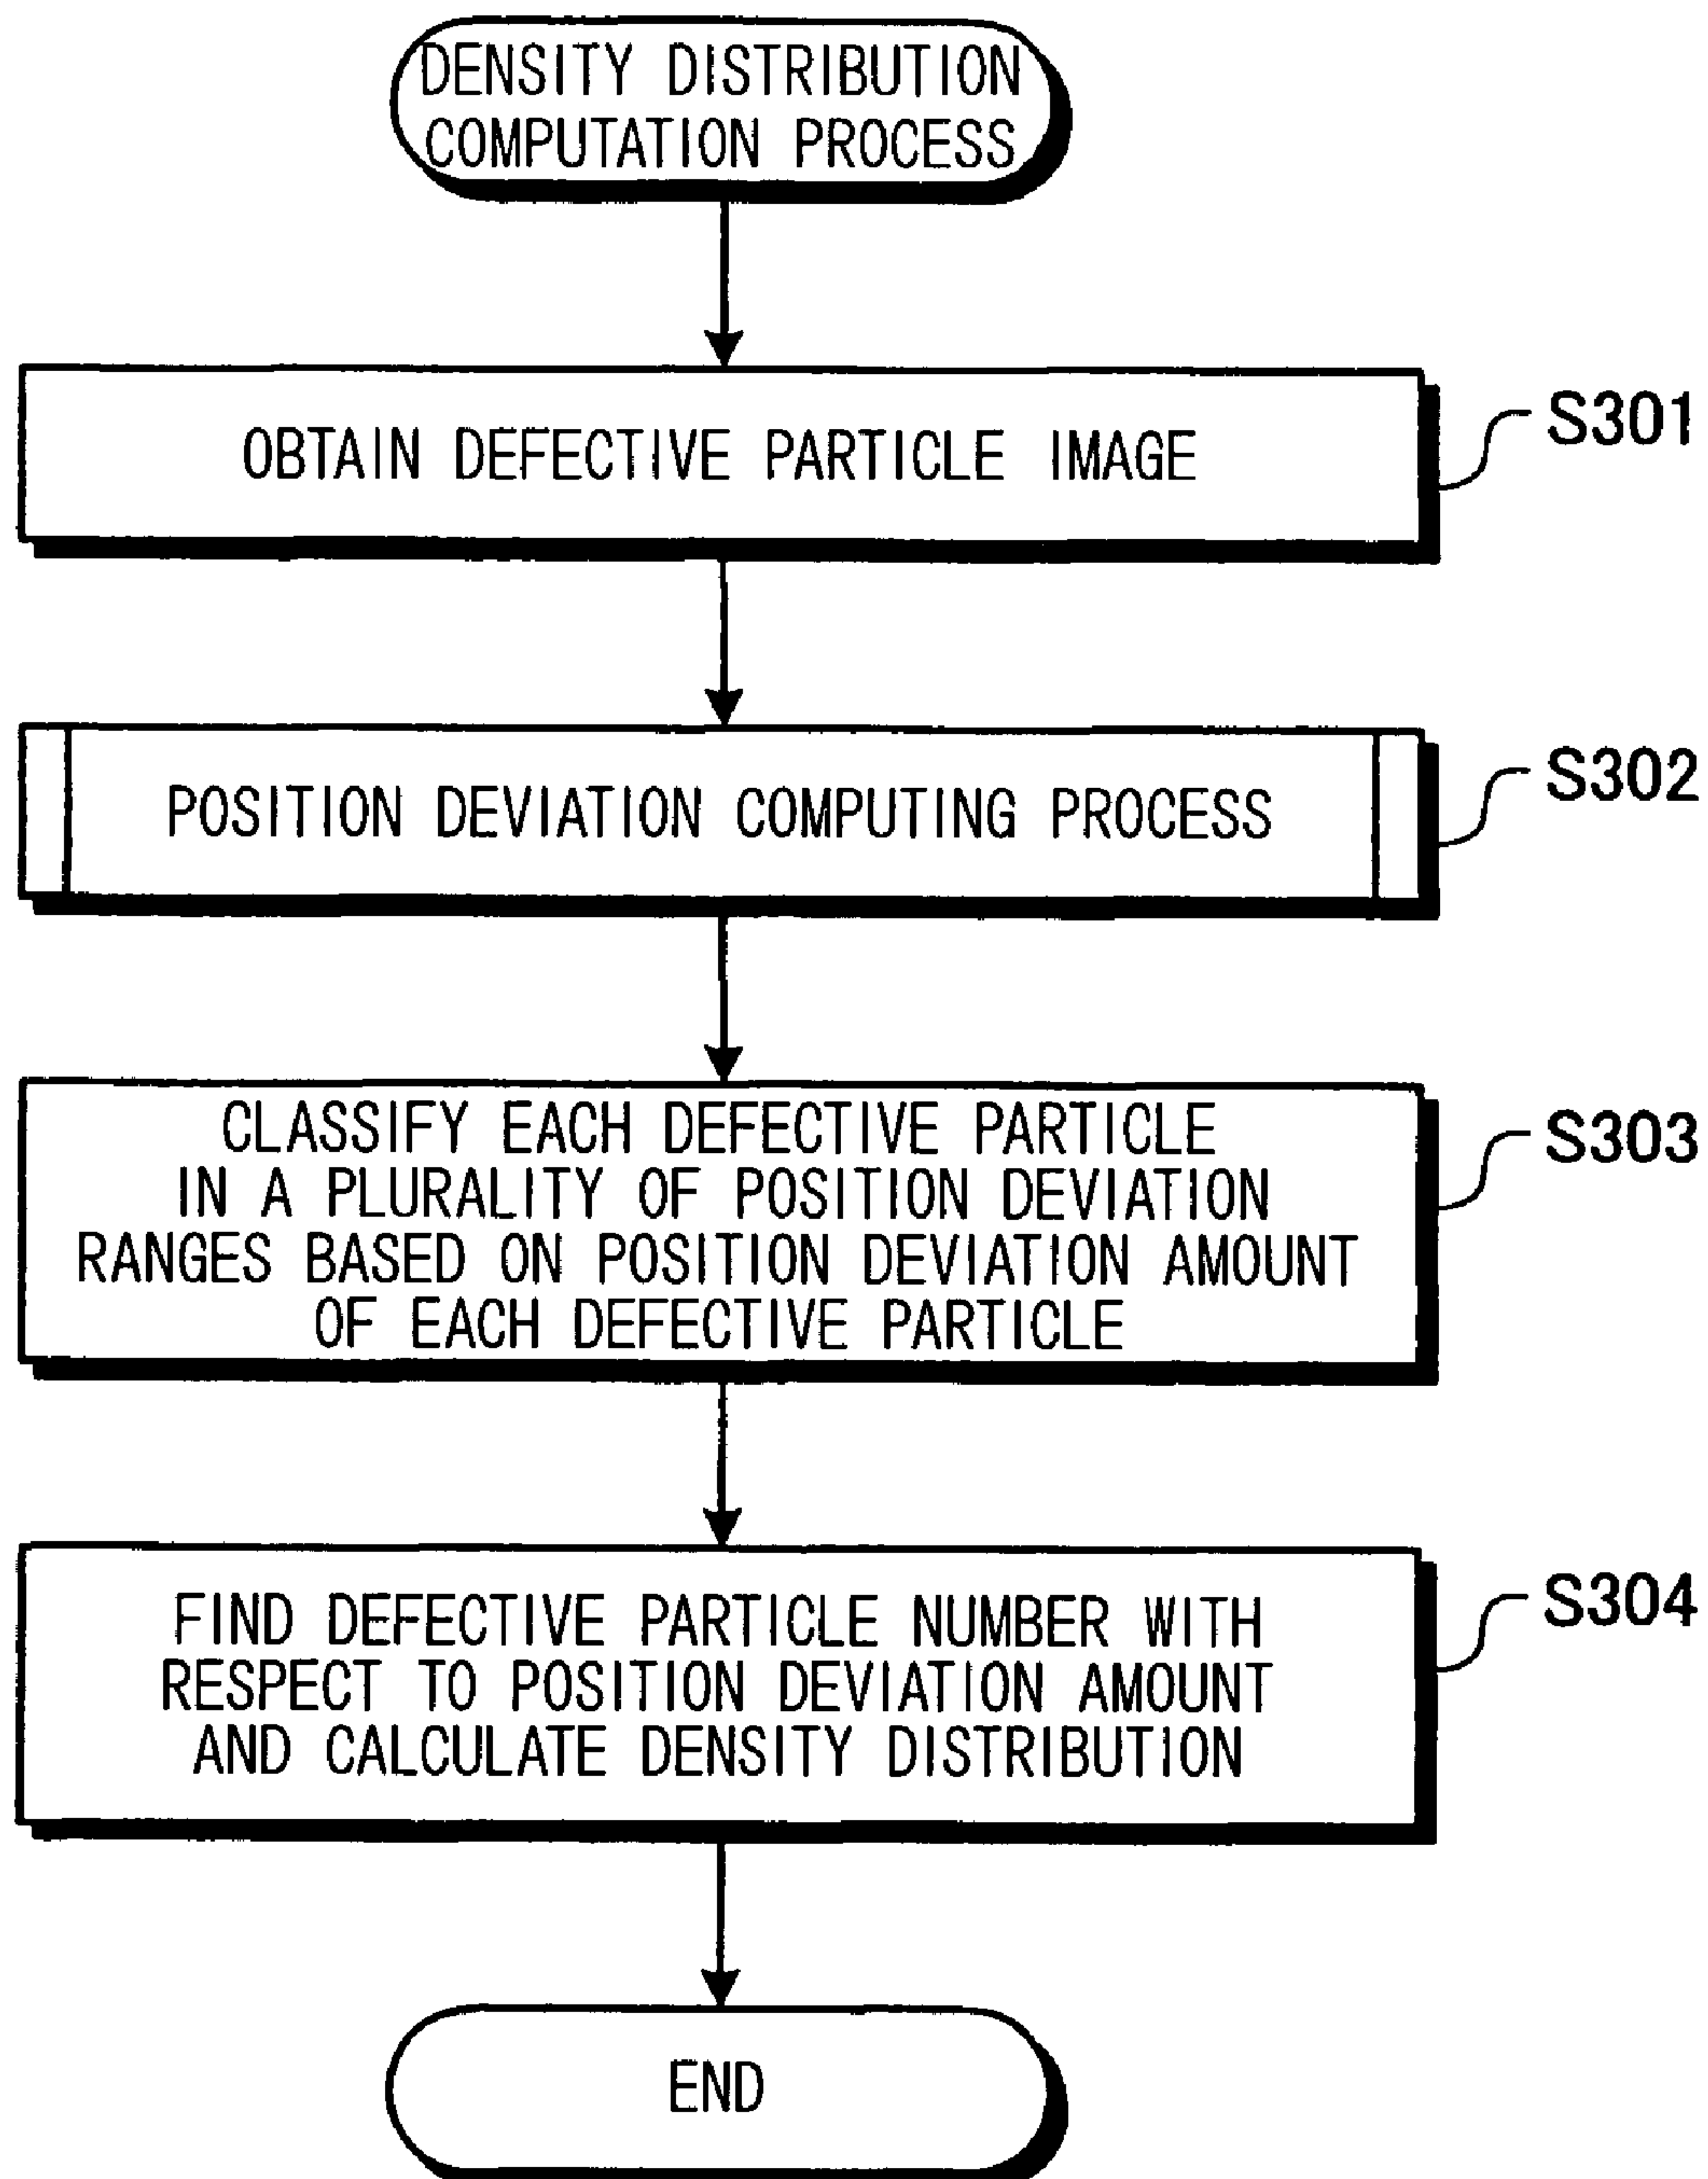 DENSITY DISTRIBUTION
COMPUTATION PROCESS
OBTAIN DEFECTIVE PARTICLE IMAGE
S301
POSITION DEVIATION COMPUTING PROCESS
S302
CLASSIFY EACH DEFECTIVE PARTICLE
IN A PLURALITY OF POSITION DEVIATION
RANGES BASED ON POSITION DEVIATION AMOUNT
OF EACH DEFECTIVE PARTICLE
S303
FIND DEFECTIVE PARTICLE NUMBER WITH
RESPECT TO POSITION DEVIATION AMOUNT
AND CALCULATE DENSITY DISTRIBUTION
S304
END